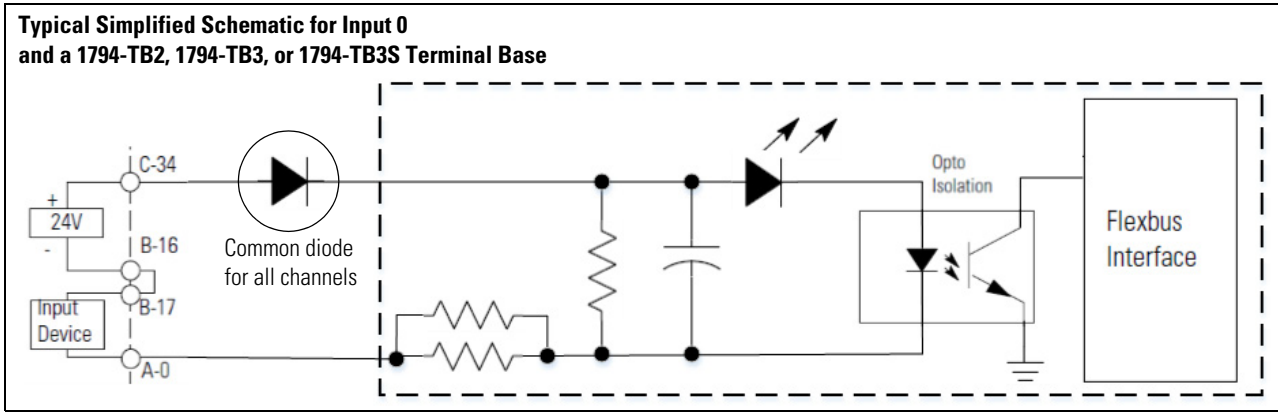 Typical Simplified Schematic for Input 0
and a 1794-TB2, 1794-TB3, or 1794-TB3S Terminal Base
C-34
+
24V
-
B-16
B-17
Input
Device
A-0
Common diode
for all channels
Opto
Isolation
Flexbus
Interface